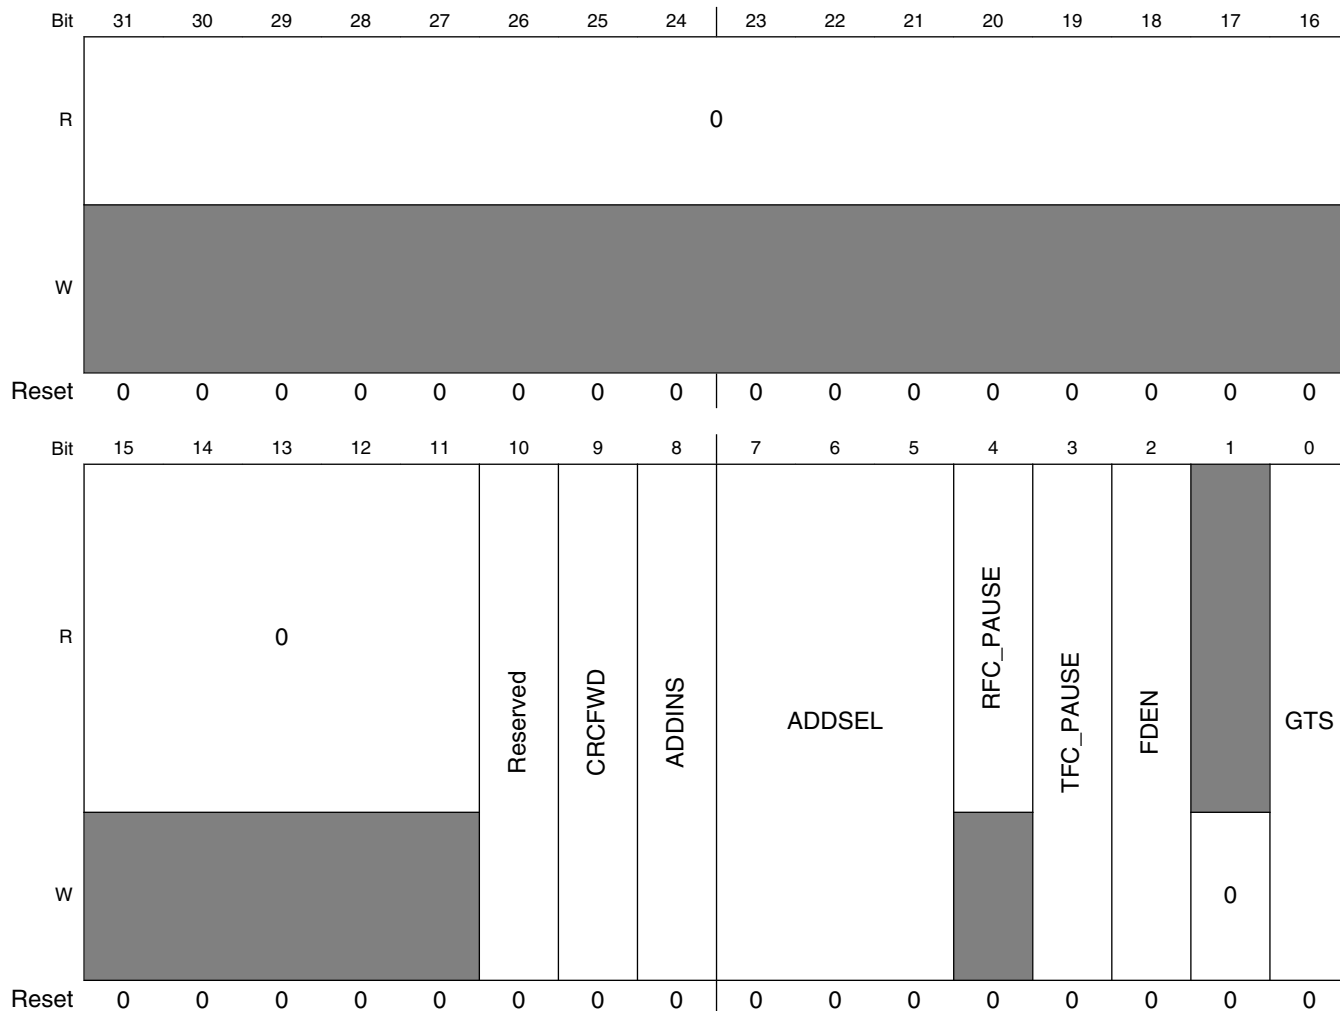 Bit 31 30 29 28 27 26 25 24 23 22 21 20 19 18 17 16
R 0
W
Reset 0 0 0 0 0 0 0 0 0 0 0 0 0 0 0 0
Bit 15 14 13 12 11 10 9 8 7 6 5 4 3 2 1 0
R 0 Reserved CRCFWD ADDINS ADDSEL RFC_PAUSE TFC_PAUSE FDEN GTS
W 0
Reset 0 0 0 0 0 0 0 0 0 0 0 0 0 0 0 0